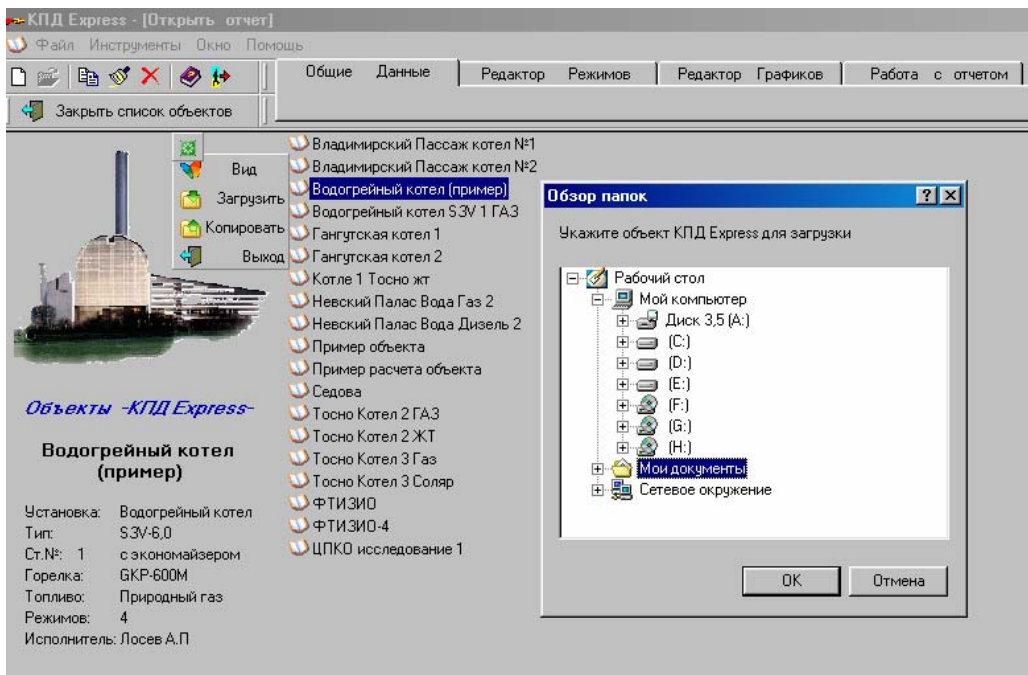 КПД Express - [Открыть отчет]
Файл Инструменты Окно Помощь
Общие Данные
Редактор Режимов
Редактор Графиков
Работа с отчетом
Закрыть список объектов
Вид
Загрузить
Копировать
Выход
Владимирский Пассаж котел №1
Владимирский Пассаж котел №2
Водогрейный котел (пример)
Водогрейный котел S3V 1 ГАЗ
Гангутская котел 1
Гангутская котел 2
Котле 1 Тосно жт
Невский Палас Вода Газ 2
Невский Палас Вода Дизель 2
Пример объекта
Пример расчета объекта
Седова
Тосно Котел 2 ГАЗ
Тосно Котел 2 ЖТ
Тосно Котел 3 Газ
Тосно Котел 3 Соляр
ФТИЗИО
ФТИЗИО-4
ЦПКО исследование 1
Объекты -КПД Express-
Водогрейный котел
(пример)
Установка: Водогрейный котел
Тип: S3V-6,0
Ст.№: 1 с экономайзером
Горелка: GKP-600M
Топливо: Природный газ
Режимов: 4
Исполнитель: Лосев А.П
Обзор папок
Укажите объект КПД Express для загрузки
Рабочий стол
Мой компьютер
Диск 3,5 (A:)
(C:)
(D:)
(E:)
(F:)
(G:)
(H:)
Мои документы
Сетевое окружение
OK
Отмена